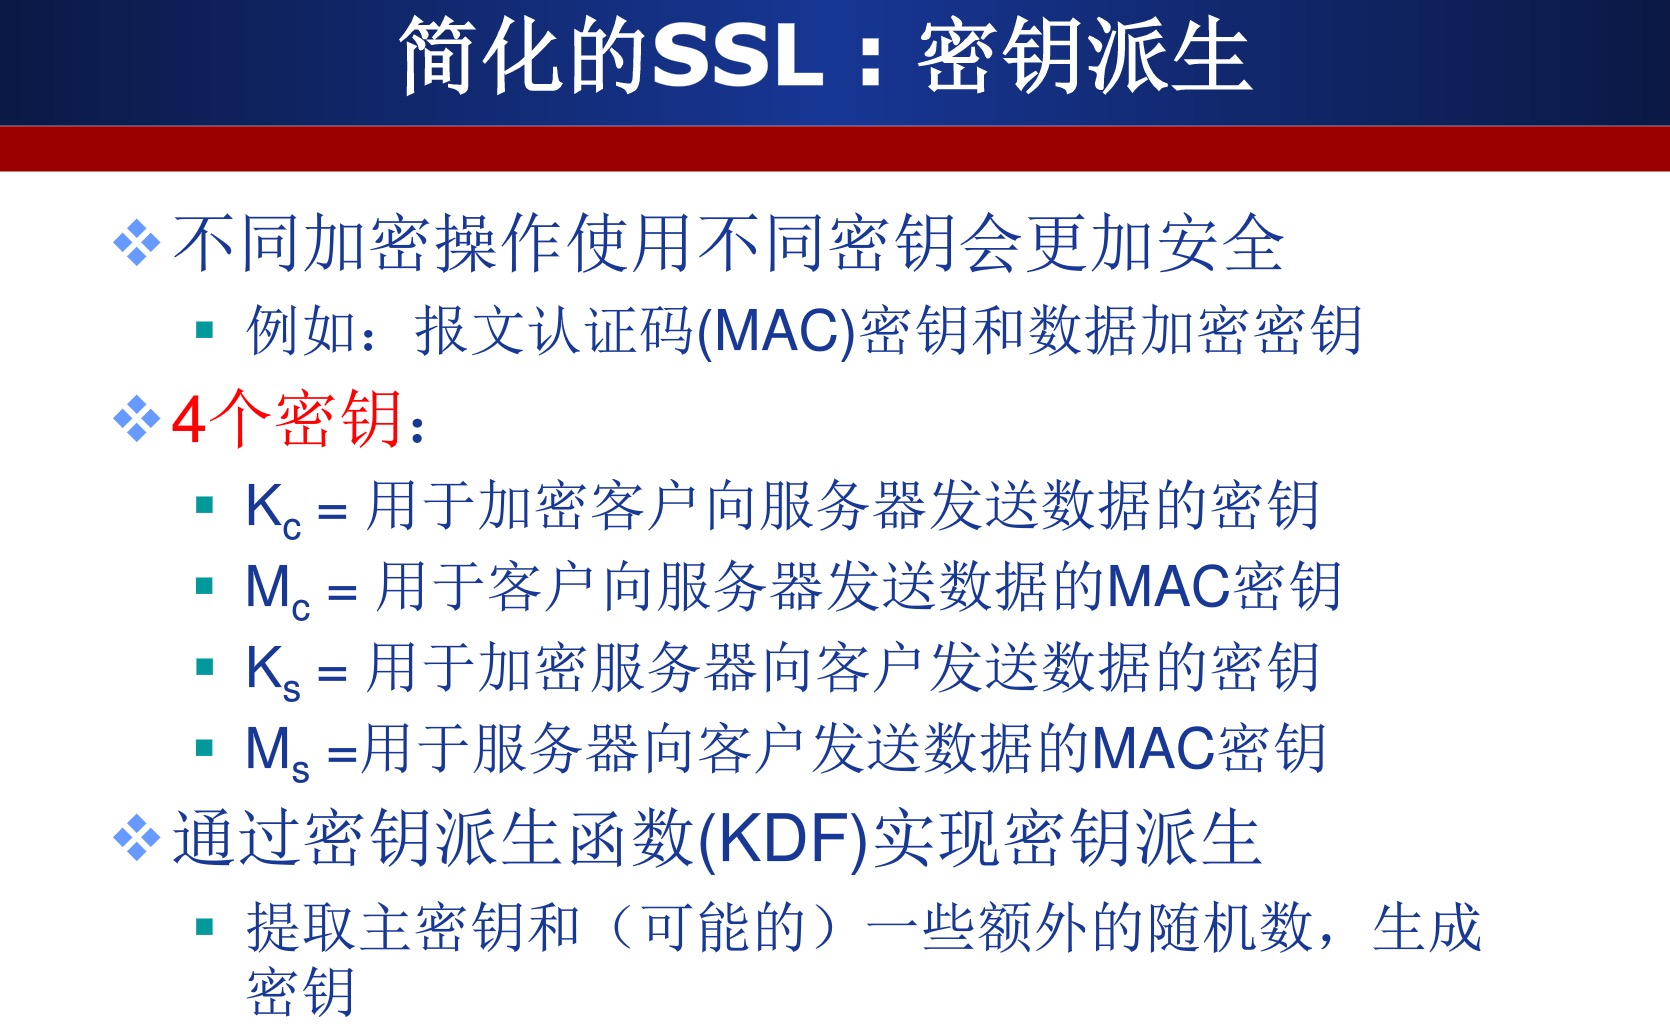 简化的SSL：密钥派生
不同加密操作使用不同密钥会更加安全
例如：报文认证码(MAC)密钥和数据加密密钥
4个密钥：
Kc = 用于加密客户向服务器发送数据的密钥
Mc = 用于客户向服务器发送数据的MAC密钥
Ks = 用于加密服务器向客户发送数据的密钥
Ms =用于服务器向客户发送数据的MAC密钥
通过密钥派生函数(KDF)实现密钥派生
提取主密钥和（可能的）一些额外的随机数，生成
密钥